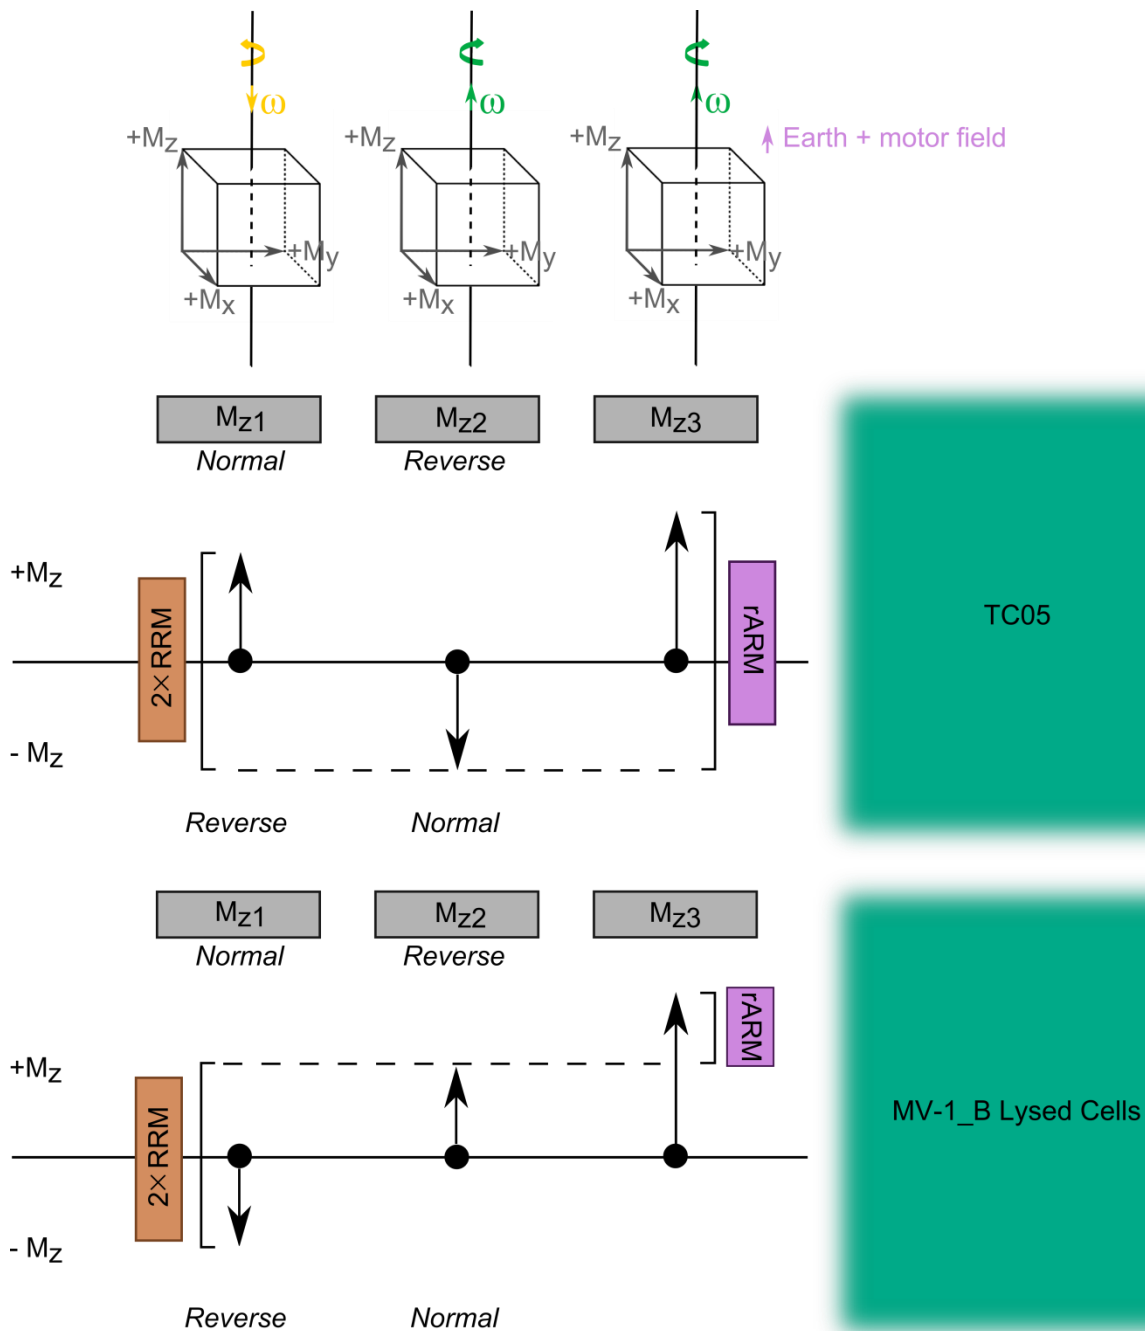 ω ω ω
+Mz +Mz +Mz Earth + motor field
+My +My +My
+Mx +Mx +Mx
Mz1 Mz2 Mz3
Normal Reverse
+Mz
2× RRM
rARM
TC05
- Mz
Reverse Normal
Mz1 Mz2 Mz3
Normal Reverse
rARM
+Mz
2× RRM
MV-1_B Lysed Cells
- Mz
Reverse Normal